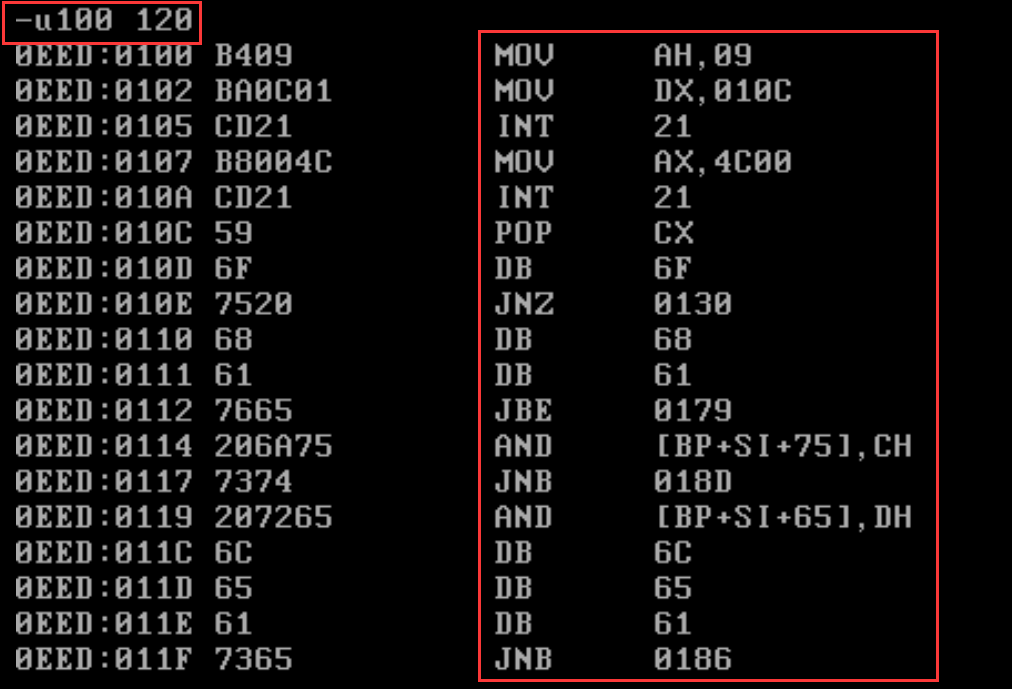 -u100 120
0EED:0100 B409 MOV AH,09
0EED:0102 BA0C01 MOV DX,010C
0EED:0105 CD21 INT 21
0EED:0107 B8004C MOV AX,4C00
0EED:010A CD21 INT 21
0EED:010C 59 POP CX
0EED:010D 6F DB 6F
0EED:010E 7520 JNZ 0130
0EED:0110 68 DB 68
0EED:0111 61 DB 61
0EED:0112 7665 JBE 0179
0EED:0114 206A75 AND [BP+SI+75],CH
0EED:0117 7374 JNB 018D
0EED:0119 207265 AND [BP+SI+65],DH
0EED:011C 6C DB 6C
0EED:011D 65 DB 65
0EED:011E 61 DB 61
0EED:011F 7365 JNB 0186